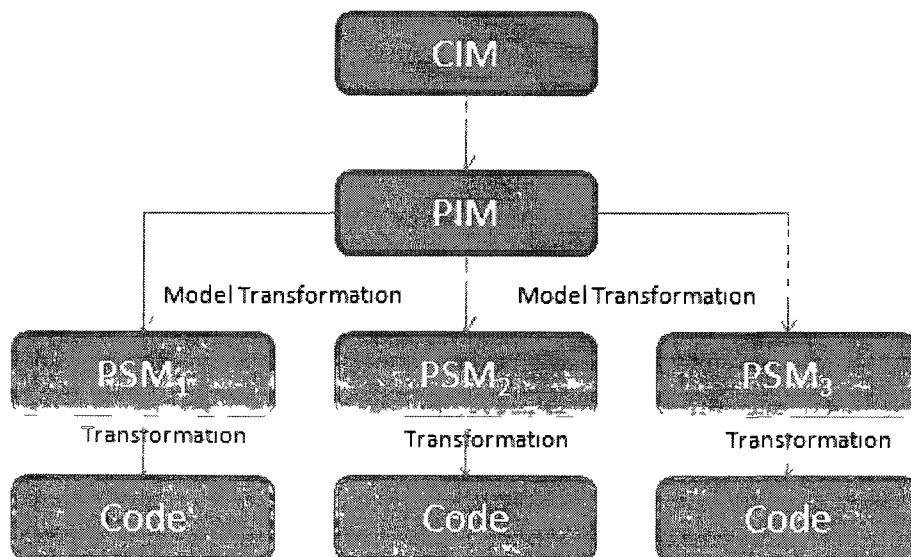 CIM
PIM
Model Transformation Model Transformation
PSM₁ PSM₂ PSM₃
Transformation Transformation Transformation
Code Code Code